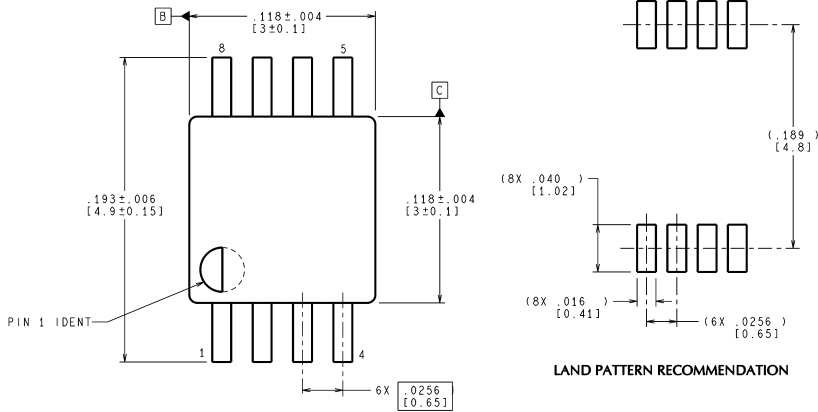 B
.118±.004
[3±0.1]
8
5
C
.193±.006
[4.9±0.15]
.118±.004
[3±0.1]
PIN 1 IDENT
1
4
6X .0256
[0.65]
(.189 )
[4.8]
(8X .040 )
[1.02]
(8X .016 )
[0.41]
(6X .0256 )
[0.65]
LAND PATTERN RECOMMENDATION